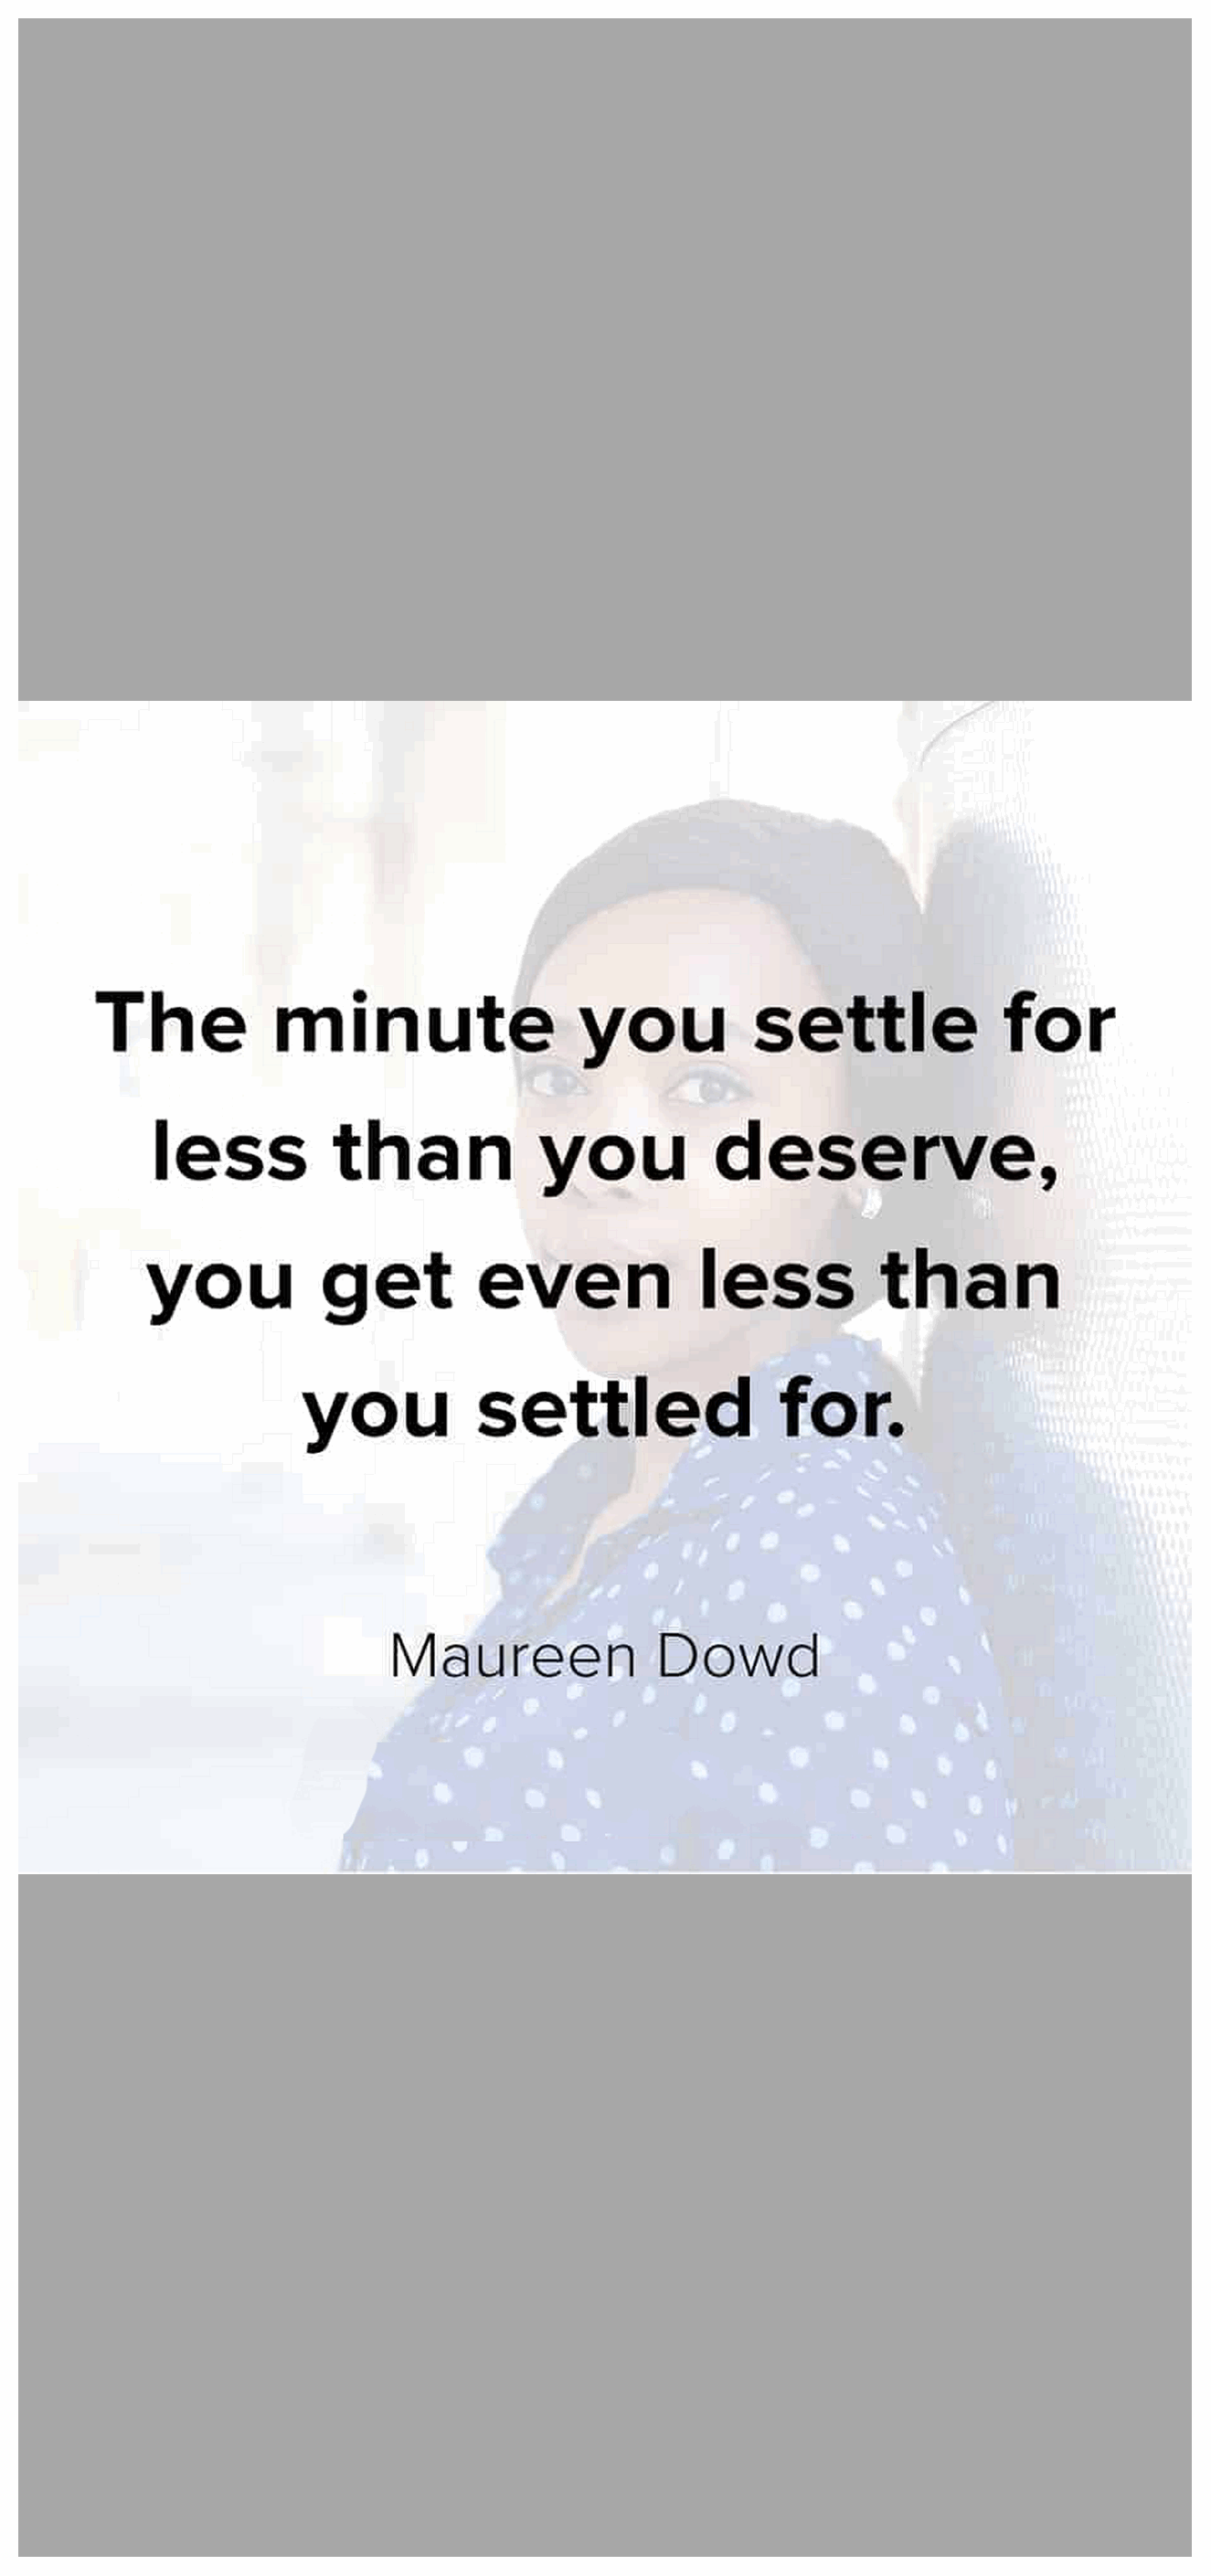 The minute you settle for
less than you deserve,
you get even less than
you settled for.
Maureen Dowd